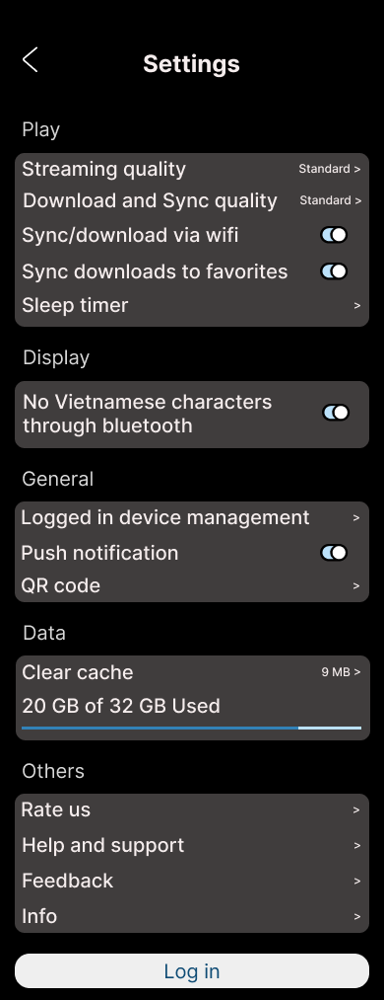 Settings
Play
Streaming quality Standard >
Download and Sync quality Standard >
Sync/download via wifi
Sync downloads to favorites
Sleep timer >
Display
No Vietnamese characters
through bluetooth
General
Logged in device management >
Push notification
QR code >
Data
Clear cache 9 MB >
20 GB of 32 GB Used
Others
Rate us >
Help and support >
Feedback >
Info >
Log in